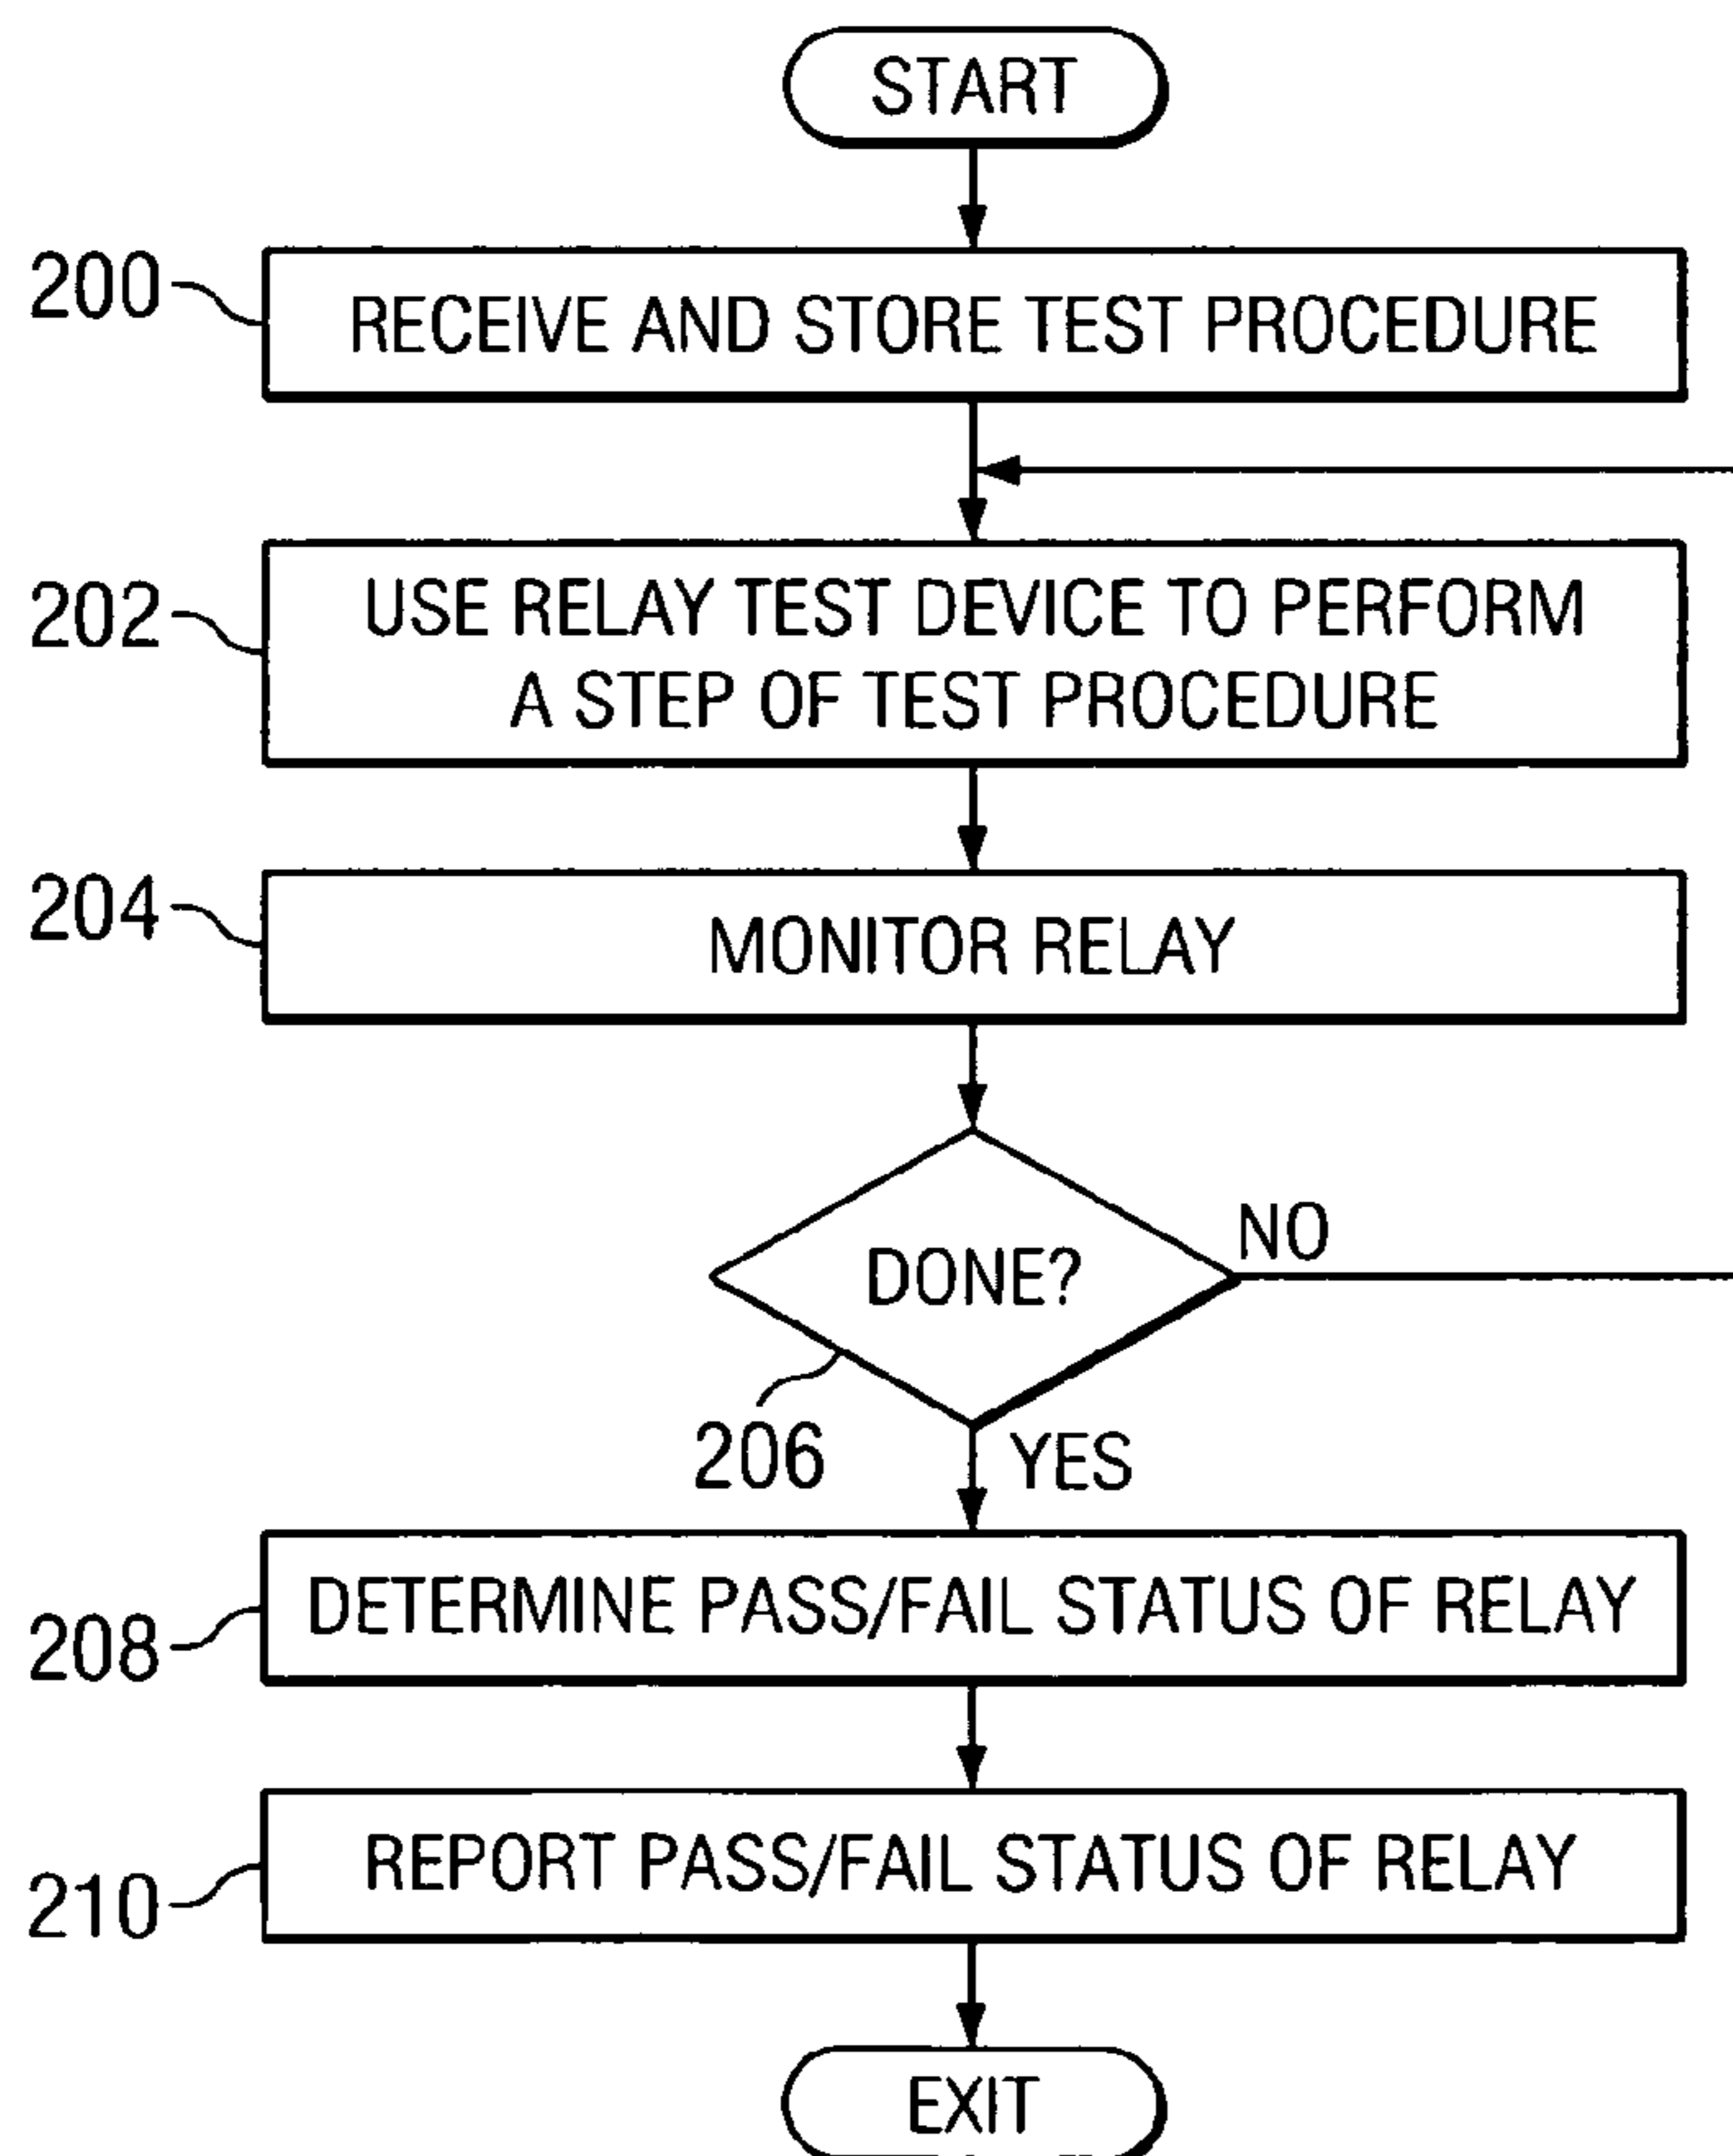 START
200
RECEIVE AND STORE TEST PROCEDURE
202
USE RELAY TEST DEVICE TO PERFORM
A STEP OF TEST PROCEDURE
204
MONITOR RELAY
DONE?
NO
206
YES
208
DETERMINE PASS/FAIL STATUS OF RELAY
210
REPORT PASS/FAIL STATUS OF RELAY
EXIT